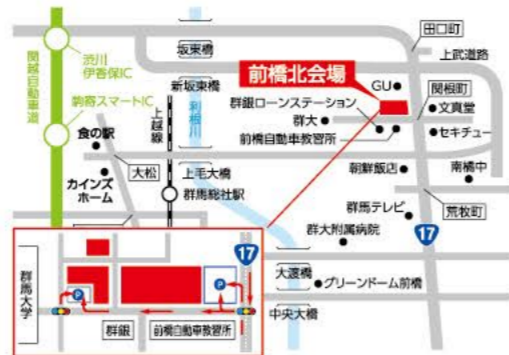 田口町
坂東橋
上武道路
関越自動車道
渋川
伊香保IC
新坂東橋
前橋北会場
GU
関根町
駒寄スマートIC
上越線
利根川
群銀ローンステーション
文真堂
群大
食の駅
前橋自動車教習所
セキチュー
大松
上毛大橋
朝鮮飯店
南橘中
カインズ
ホーム
群馬総社駅
群馬テレビ
荒牧町
群大附属病院
17
17
群馬大学
P
P
大渡橋
グリーンドーム前橋
群銀
前橋自動車教習所
中央大橋